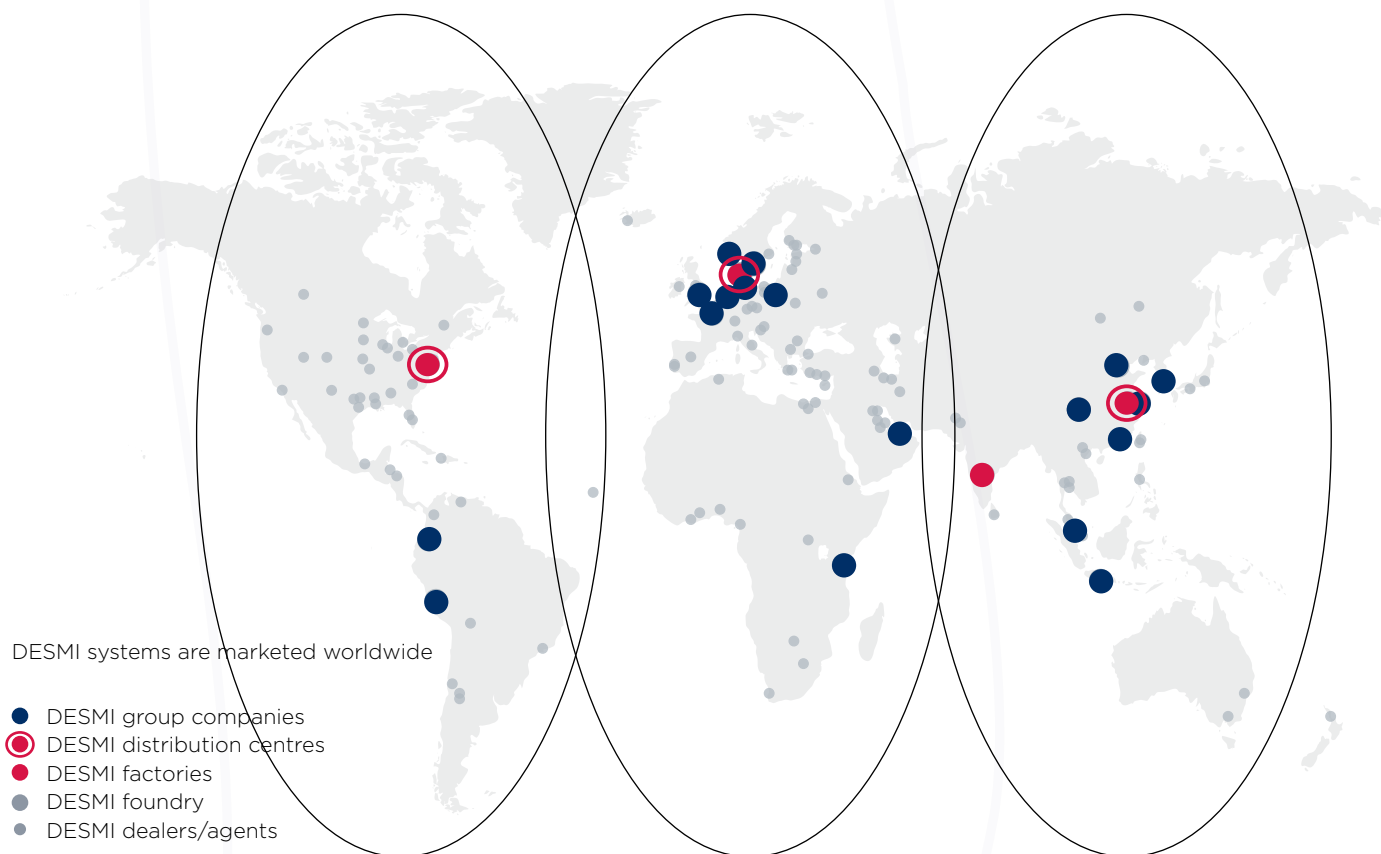 DESMI systems are marketed worldwide
DESMI group companies
DESMI distribution centres
DESMI factories
DESMI foundry
DESMI dealers/agents